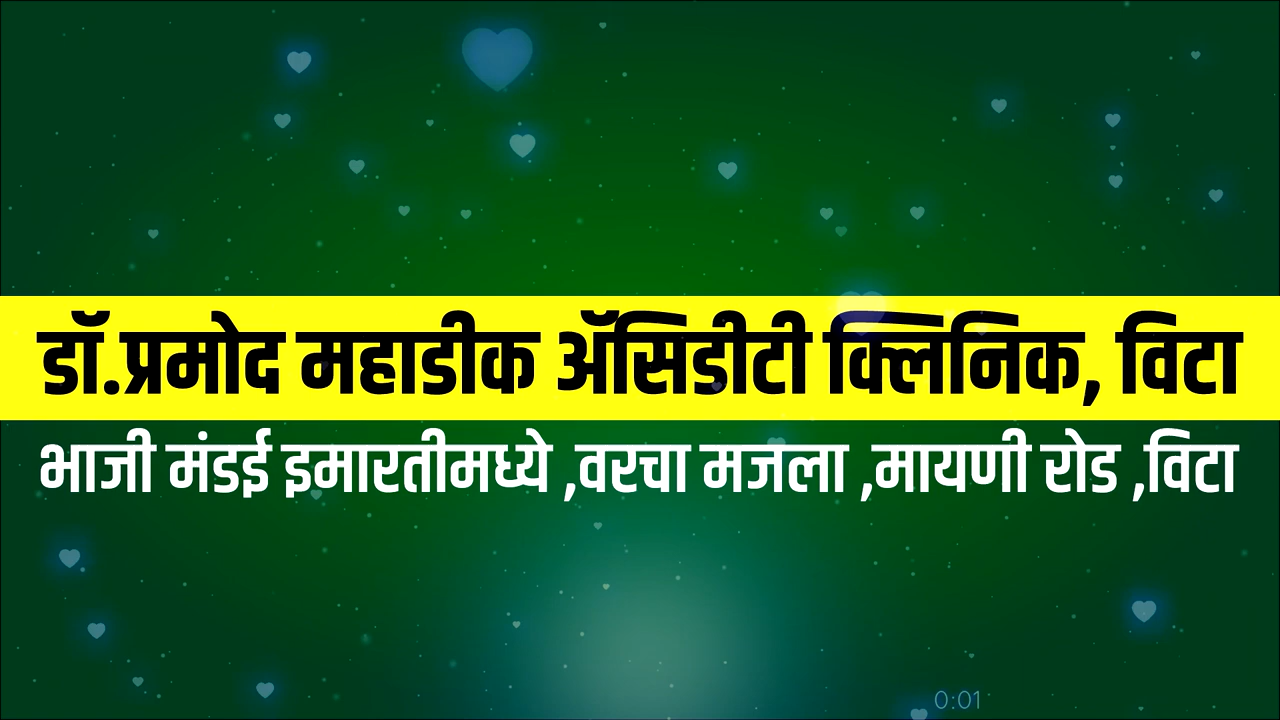 डॉ.प्रमोद महाडीक ॲसिडीटी क्लिनिक, विटा
भाजी मंडई इमारतीमध्ये ,वरचा मजला ,मायणी रोड ,विटा
0:01